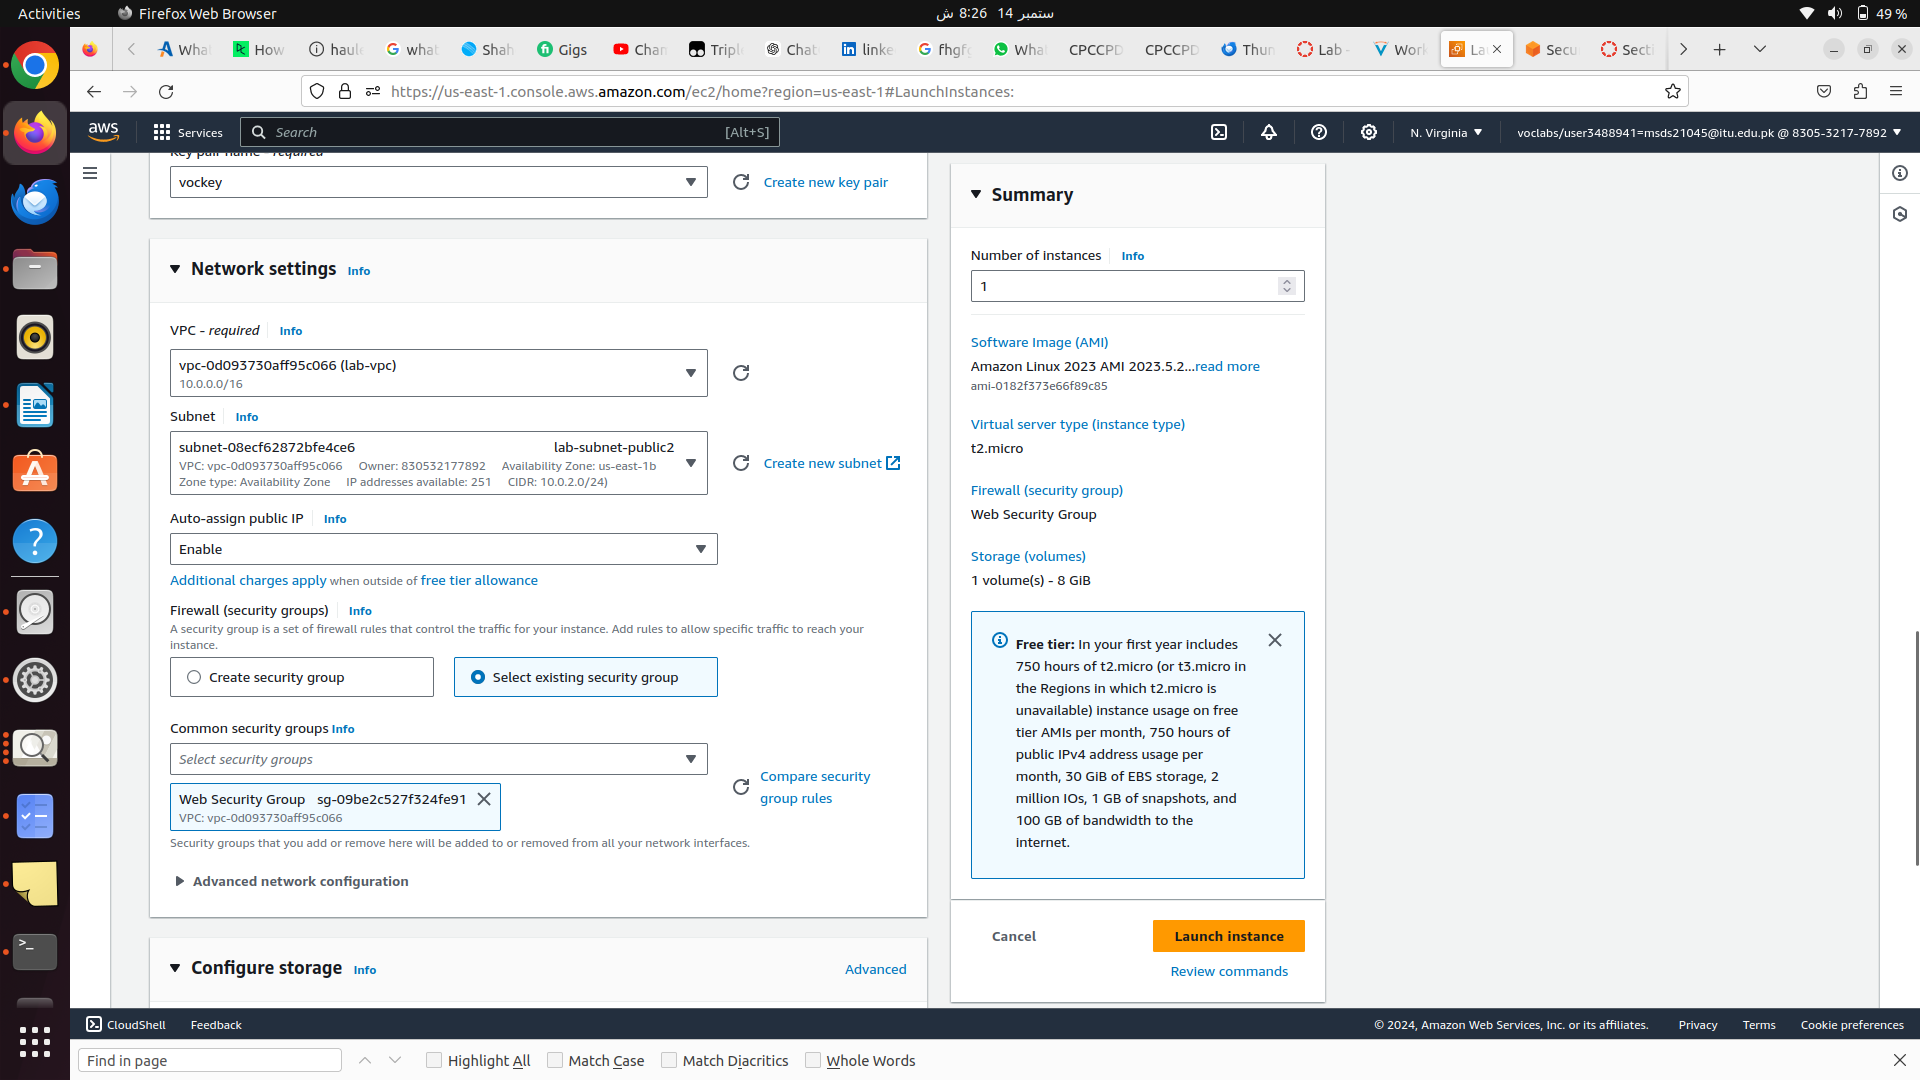 Activities
Firefox Web Browser
ستمبر 14 8:26 ش
49 %
What
How
haule
what
Shah
Gigs
Chan
Triple
Chat
linke
fhgfg
What
CPCCPD
CPCCPD
Thun
Lab -
Work
La
Secu
Secti
https://us-east-1.console.aws.amazon.com/ec2/home?region=us-east-1#LaunchInstances:
aws
Services
Search
[Alt+S]
N. Virginia
voclabs/user3488941=msds21045@itu.edu.pk @ 8305-3217-7892
Key pair name - required
vockey
Create new key pair
Network settings Info
VPC - required Info
vpc-0d093730aff95c066 (lab-vpc)
10.0.0.0/16
Subnet Info
subnet-08ecf62872bfe4ce6 lab-subnet-public2
VPC: vpc-0d093730aff95c066 Owner: 830532177892 Availability Zone: us-east-1b
Zone type: Availability Zone IP addresses available: 251 CIDR: 10.0.2.0/24)
Create new subnet
Auto-assign public IP Info
Enable
Additional charges apply when outside of free tier allowance
Firewall (security groups) Info
A security group is a set of firewall rules that control the traffic for your instance. Add rules to allow specific traffic to reach your
instance.
Create security group
Select existing security group
Common security groups Info
Select security groups
Web Security Group sg-09be2c527f324fe91
VPC: vpc-0d093730aff95c066
Compare security
group rules
Security groups that you add or remove here will be added to or removed from all your network interfaces.
Advanced network configuration
Configure storage Info
Advanced
Summary
Number of instances Info
1
Software Image (AMI)
Amazon Linux 2023 AMI 2023.5.2...read more
ami-0182f373e66f89c85
Virtual server type (instance type)
t2.micro
Firewall (security group)
Web Security Group
Storage (volumes)
1 volume(s) - 8 GiB
Free tier: In your first year includes
750 hours of t2.micro (or t3.micro in
the Regions in which t2.micro is
unavailable) instance usage on free
tier AMIs per month, 750 hours of
public IPv4 address usage per
month, 30 GiB of EBS storage, 2
million IOs, 1 GB of snapshots, and
100 GB of bandwidth to the
internet.
Cancel
Launch instance
Review commands
CloudShell
Feedback
© 2024, Amazon Web Services, Inc. or its affiliates.
Privacy
Terms
Cookie preferences
Find in page
Highlight All
Match Case
Match Diacritics
Whole Words